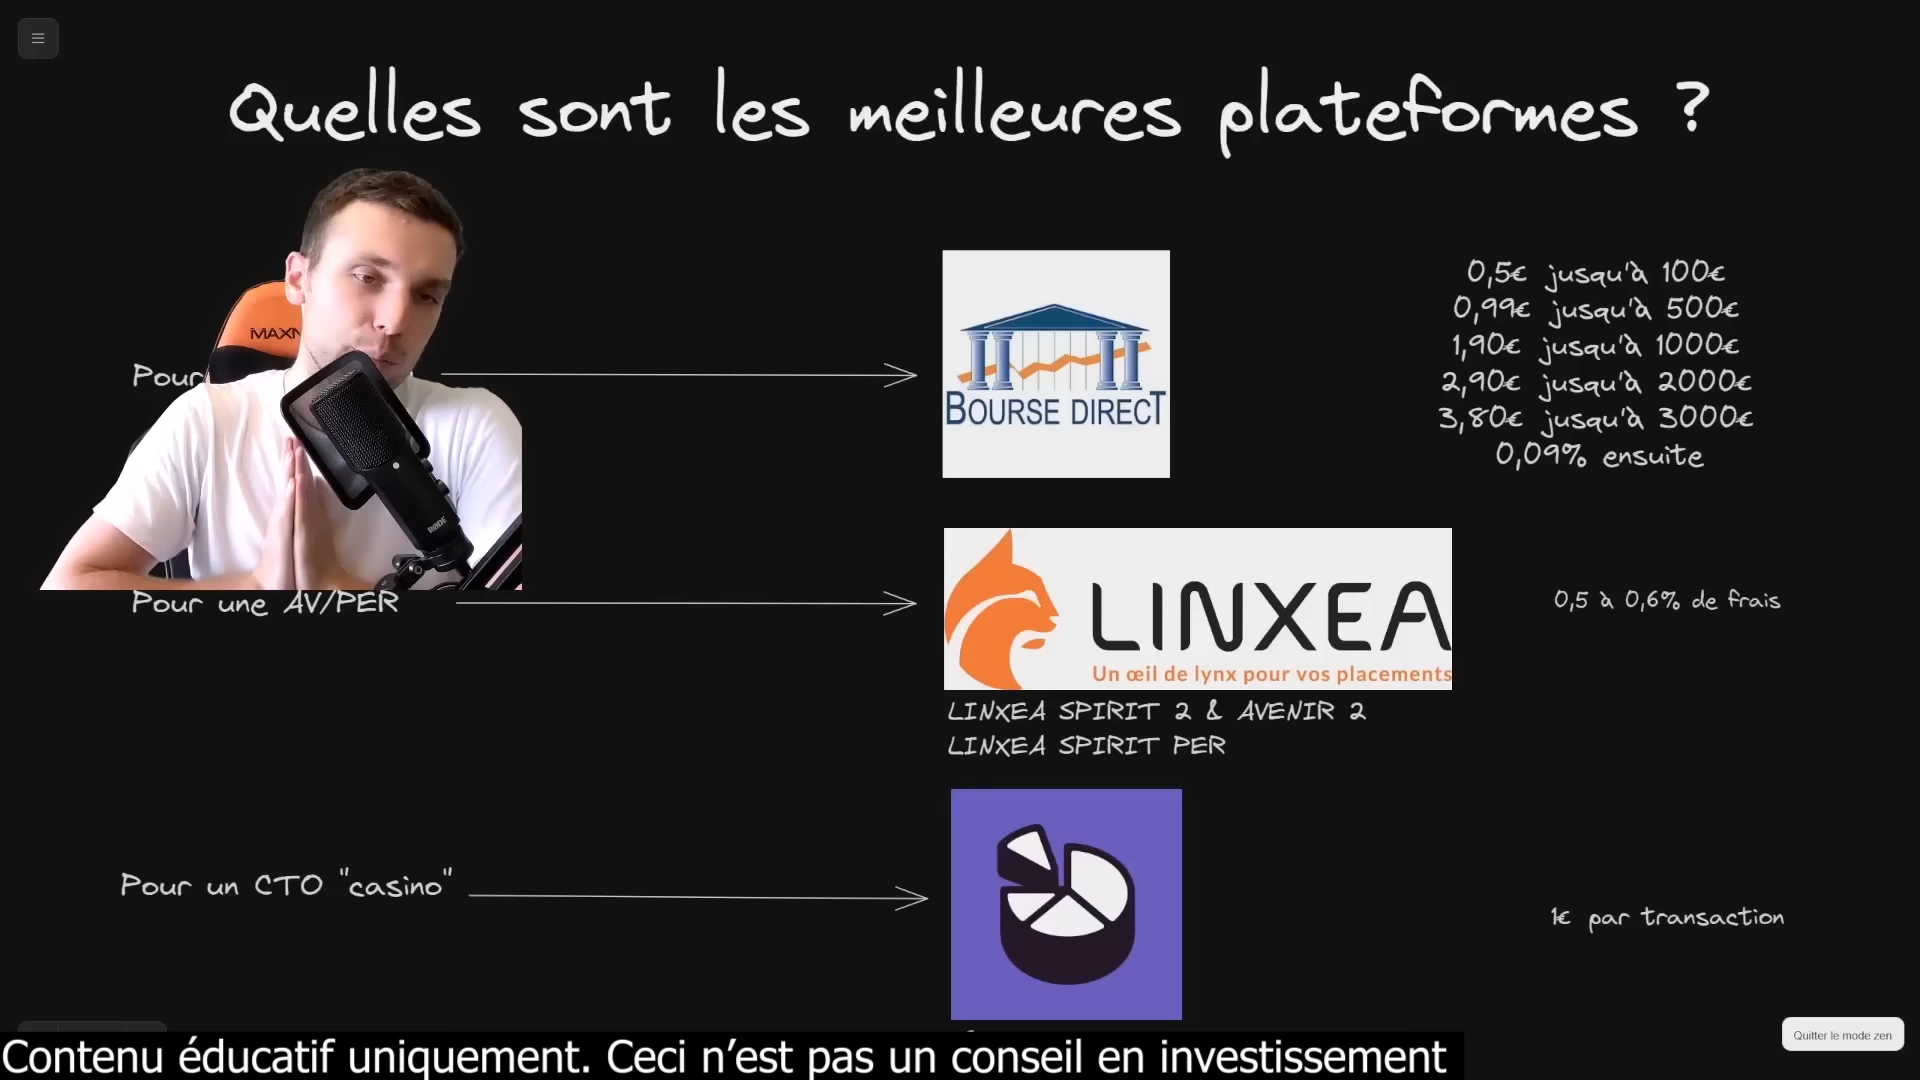 Quelles sont les meilleures plateformes ?
MAXN
Pour
BOURSE DIRECT
0,5€ jusqu'à 100€
0,99€ jusqu'à 500€
1,90€ jusqu'à 1000€
2,90€ jusqu'à 2000€
3,80€ jusqu'à 3000€
0,09% ensuite
RØDE
Pour une AV/PER
LINXEA
Un œil de lynx pour vos placements
0,5 à 0,6% de frais
LINXEA SPIRIT 2 & AVENIR 2
LINXEA SPIRIT PER
Pour un CTO "casino"
1€ par transaction
Quitter le mode zen
Contenu éducatif uniquement. Ceci n’est pas un conseil en investissement